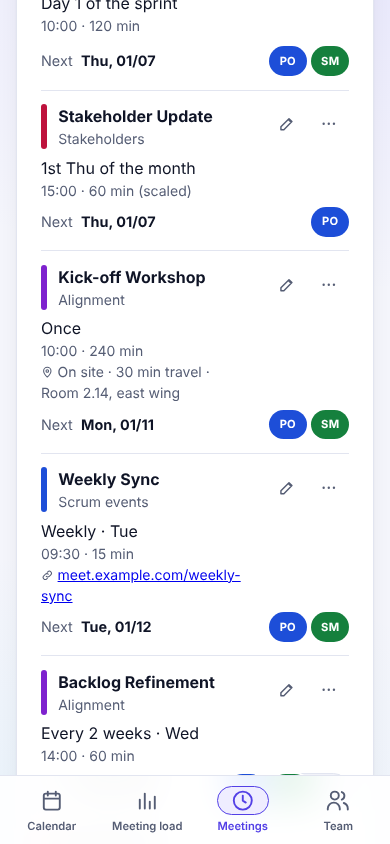 Day 1 of the sprint
10:00 · 120 min
Next Thu, 01/07 PO SM
Stakeholder Update
Stakeholders
1st Thu of the month
15:00 · 60 min (scaled)
Next Thu, 01/07 PO
Kick-off Workshop
Alignment
Once
10:00 · 240 min
On site · 30 min travel ·
Room 2.14, east wing
Next Mon, 01/11 PO SM
Weekly Sync
Scrum events
Weekly · Tue
09:30 · 15 min
meet.example.com/weekly-
sync
Next Tue, 01/12 PO SM
Backlog Refinement
Alignment
Every 2 weeks · Wed
14:00 · 60 min
Calendar Meeting load Meetings Team